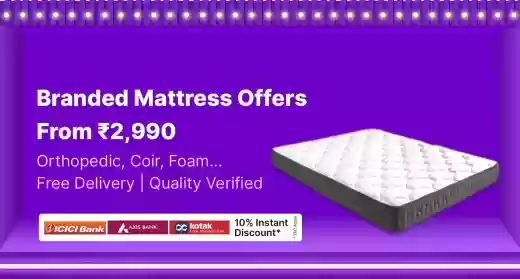 Branded Mattress Offers
From ₹2,990
Orthopedic, Coir, Foam...
Free Delivery | Quality Verified
ICICI Bank AXIS BANK kotak
10% Instant
Discount*